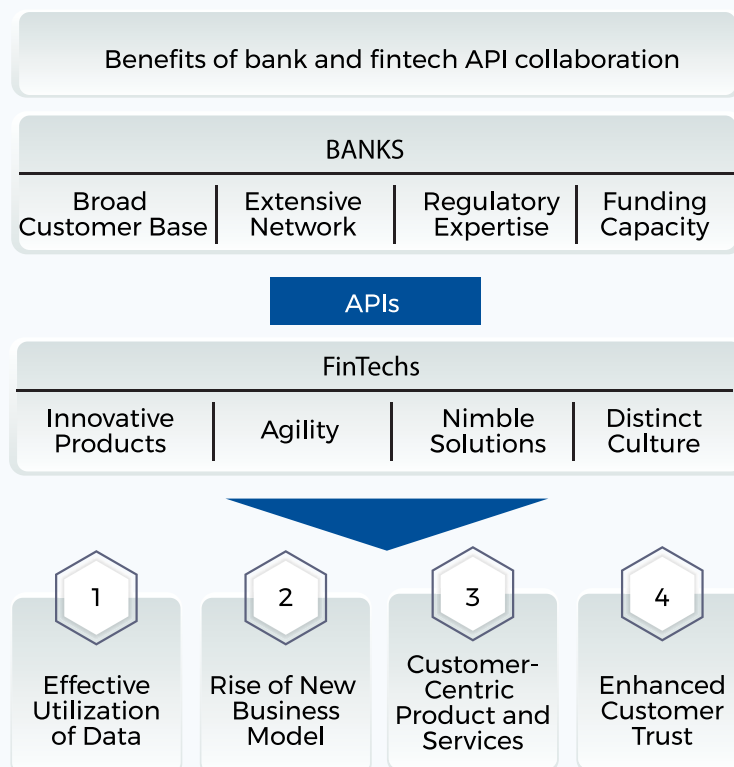 Benefits of bank and fintech API collaboration
BANKS
Broad
Customer Base
Extensive
Network
Regulatory
Expertise
Funding
Capacity
APIs
FinTechs
Innovative
Products
Agility
Nimble
Solutions
Distinct
Culture
1
Effective
Utilization
of Data
2
Rise of New
Business
Model
3
Customer-
Centric
Product and
Services
4
Enhanced
Customer
Trust